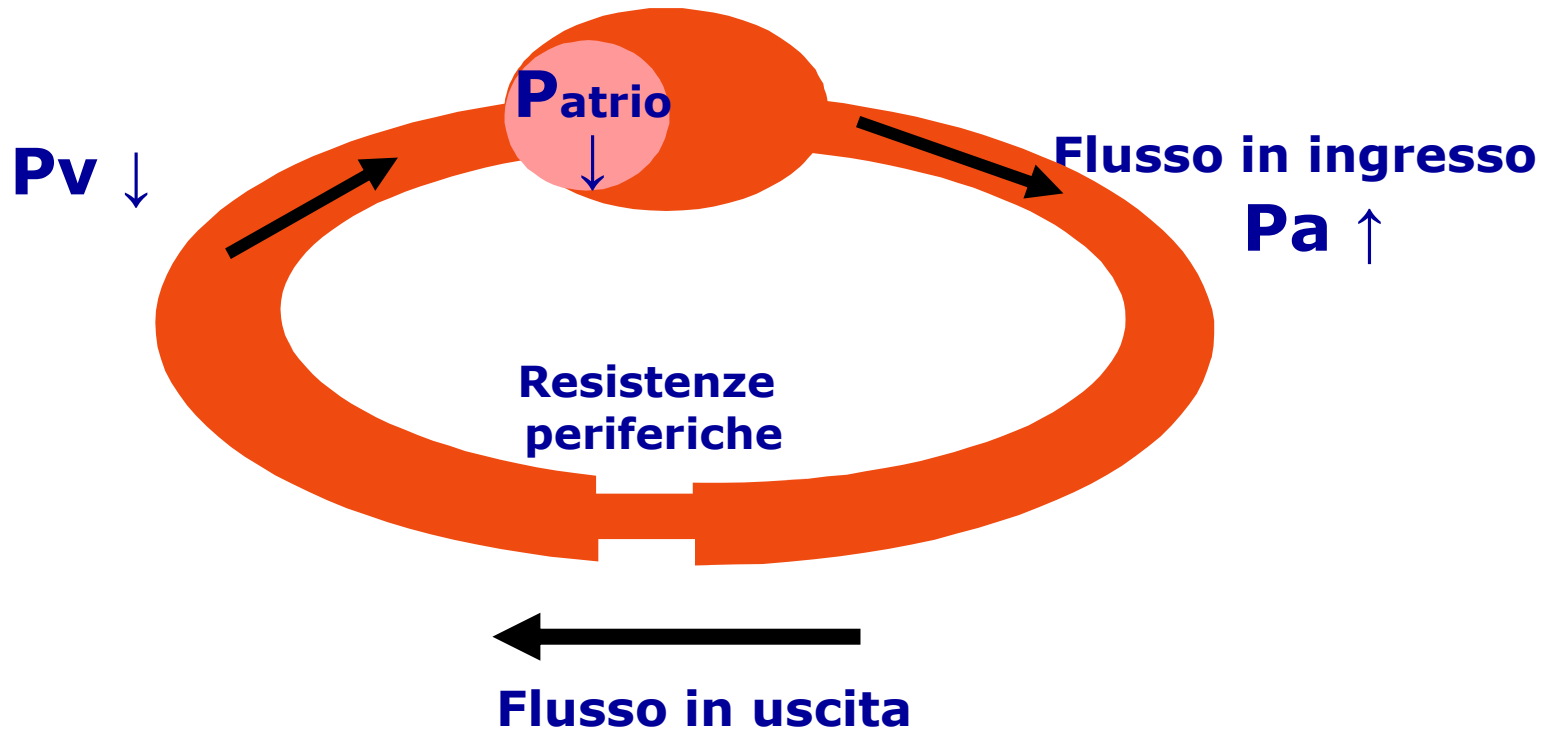 Patrio
↓
Pv ↓
Flusso in ingresso
Pa ↑
Resistenze
periferiche
Flusso in uscita